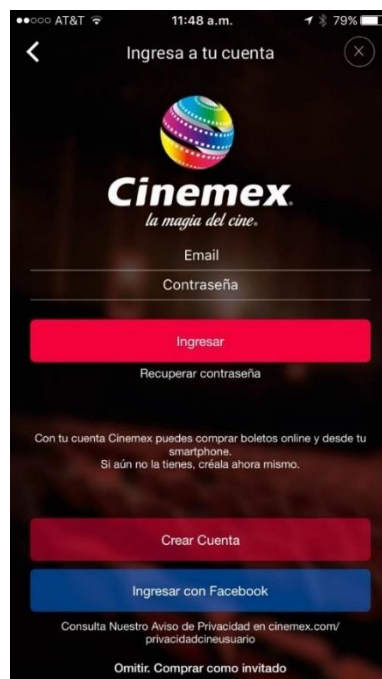 AT&T 11:48 a.m. 79%
Ingresa a tu cuenta
Cinemex
la magia del cine.
Email
Contraseña
Ingresar
Recuperar contraseña
Con tu cuenta Cinemex puedes comprar boletos online y desde tu
smartphone.
Si aún no la tienes, créala ahora mismo.
Crear Cuenta
Ingresar con Facebook
Consulta Nuestro Aviso de Privacidad en cinemex.com/
privacidadcineusuario
Omitir. Comprar como invitado